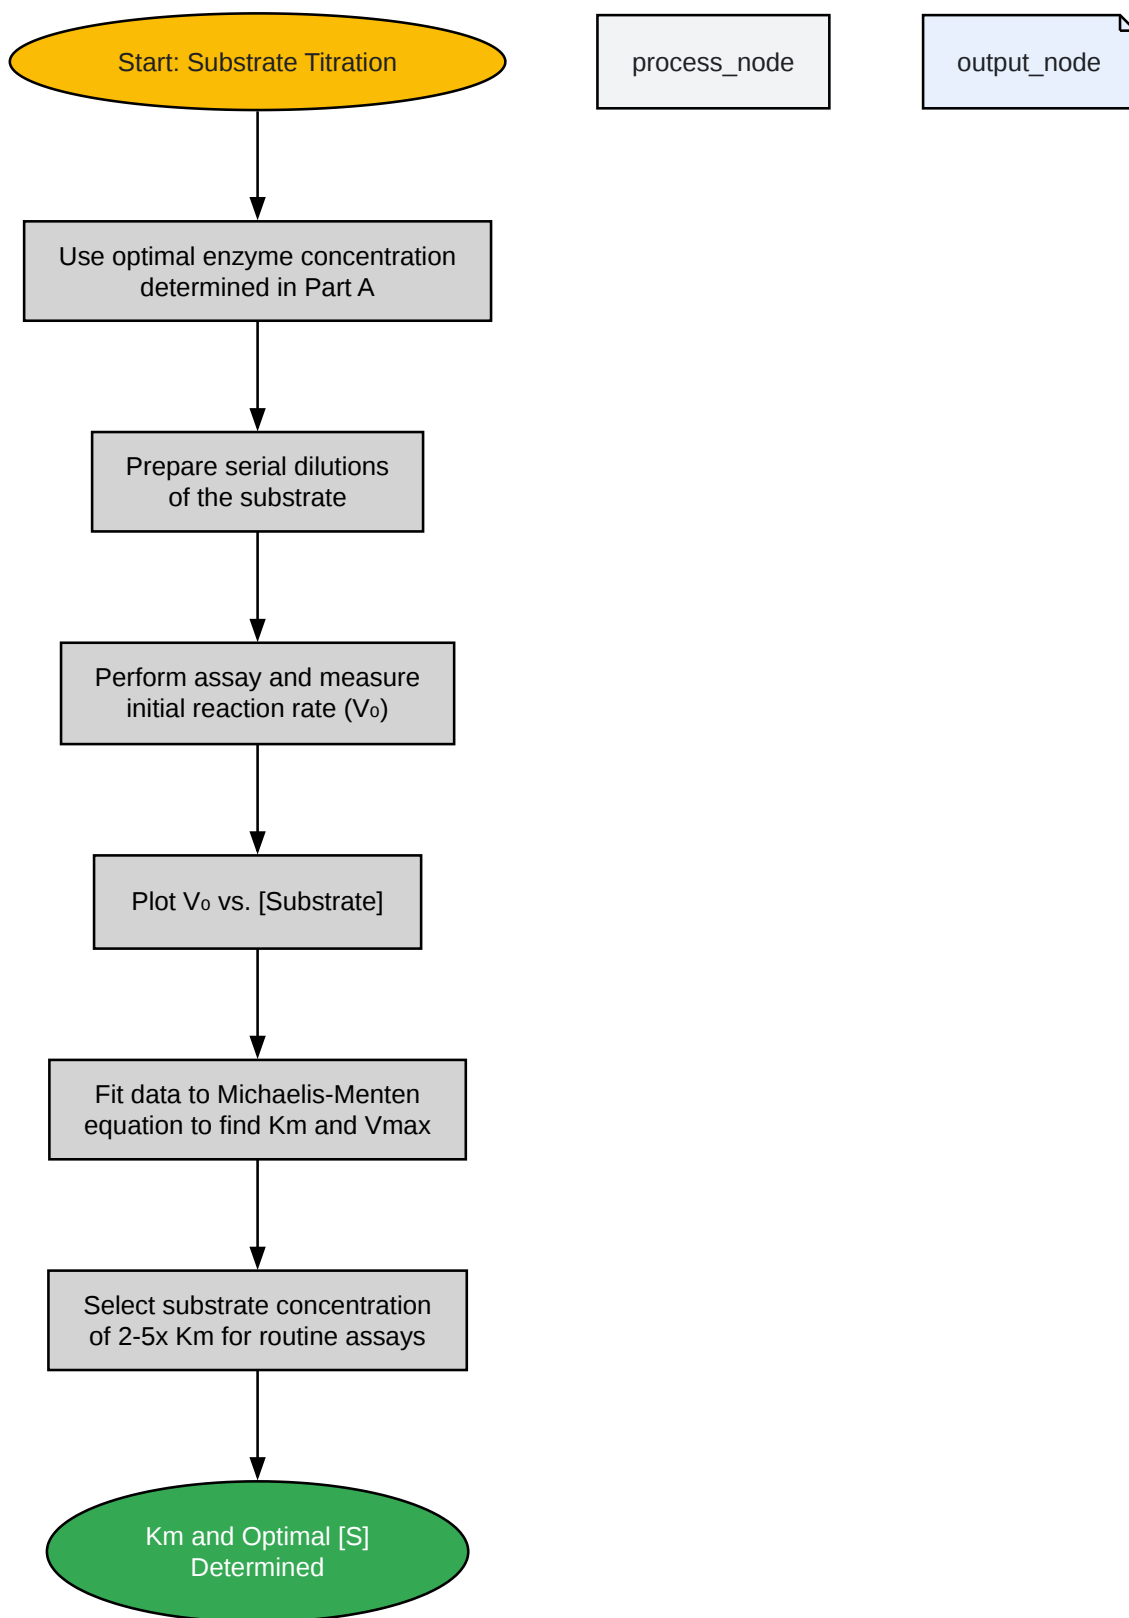 Start: Substrate Titration
process_node
output_node
Use optimal enzyme concentration
determined in Part A
Prepare serial dilutions
of the substrate
Perform assay and measure
initial reaction rate (V₀)
Plot V₀ vs. [Substrate]
Fit data to Michaelis-Menten
equation to find Km and Vmax
Select substrate concentration
of 2-5x Km for routine assays
Km and Optimal [S]
Determined